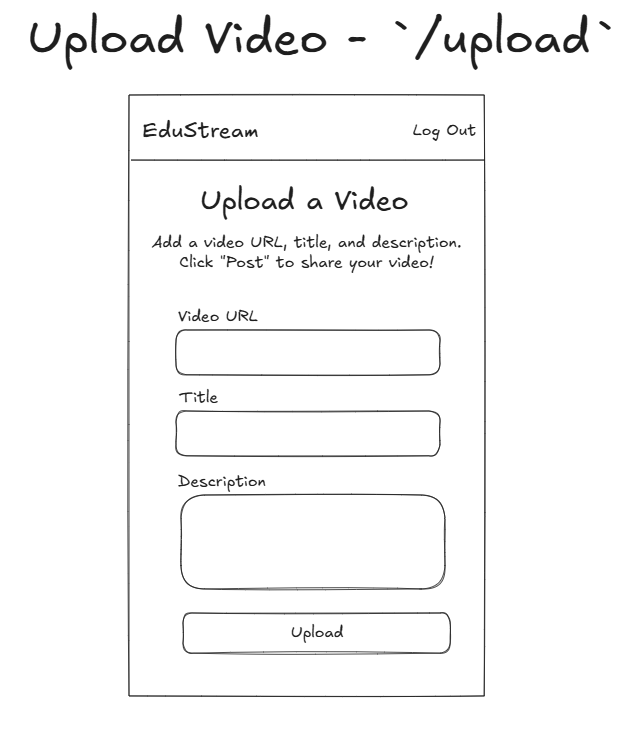 Upload Video - `/upload`
EduStream
Log Out
Upload a Video
Add a video URL, title, and description.
Click "Post" to share your video!
Video URL
Title
Description
Upload